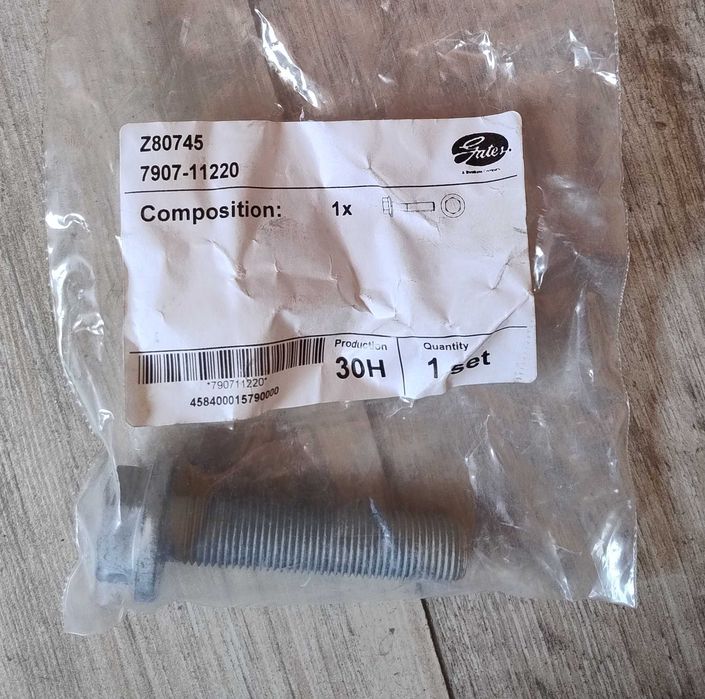 Z80745
7907-11220
Gates
Composition: 1x
Production
30H
Quantity
1 set
*790711220*
458400015790000